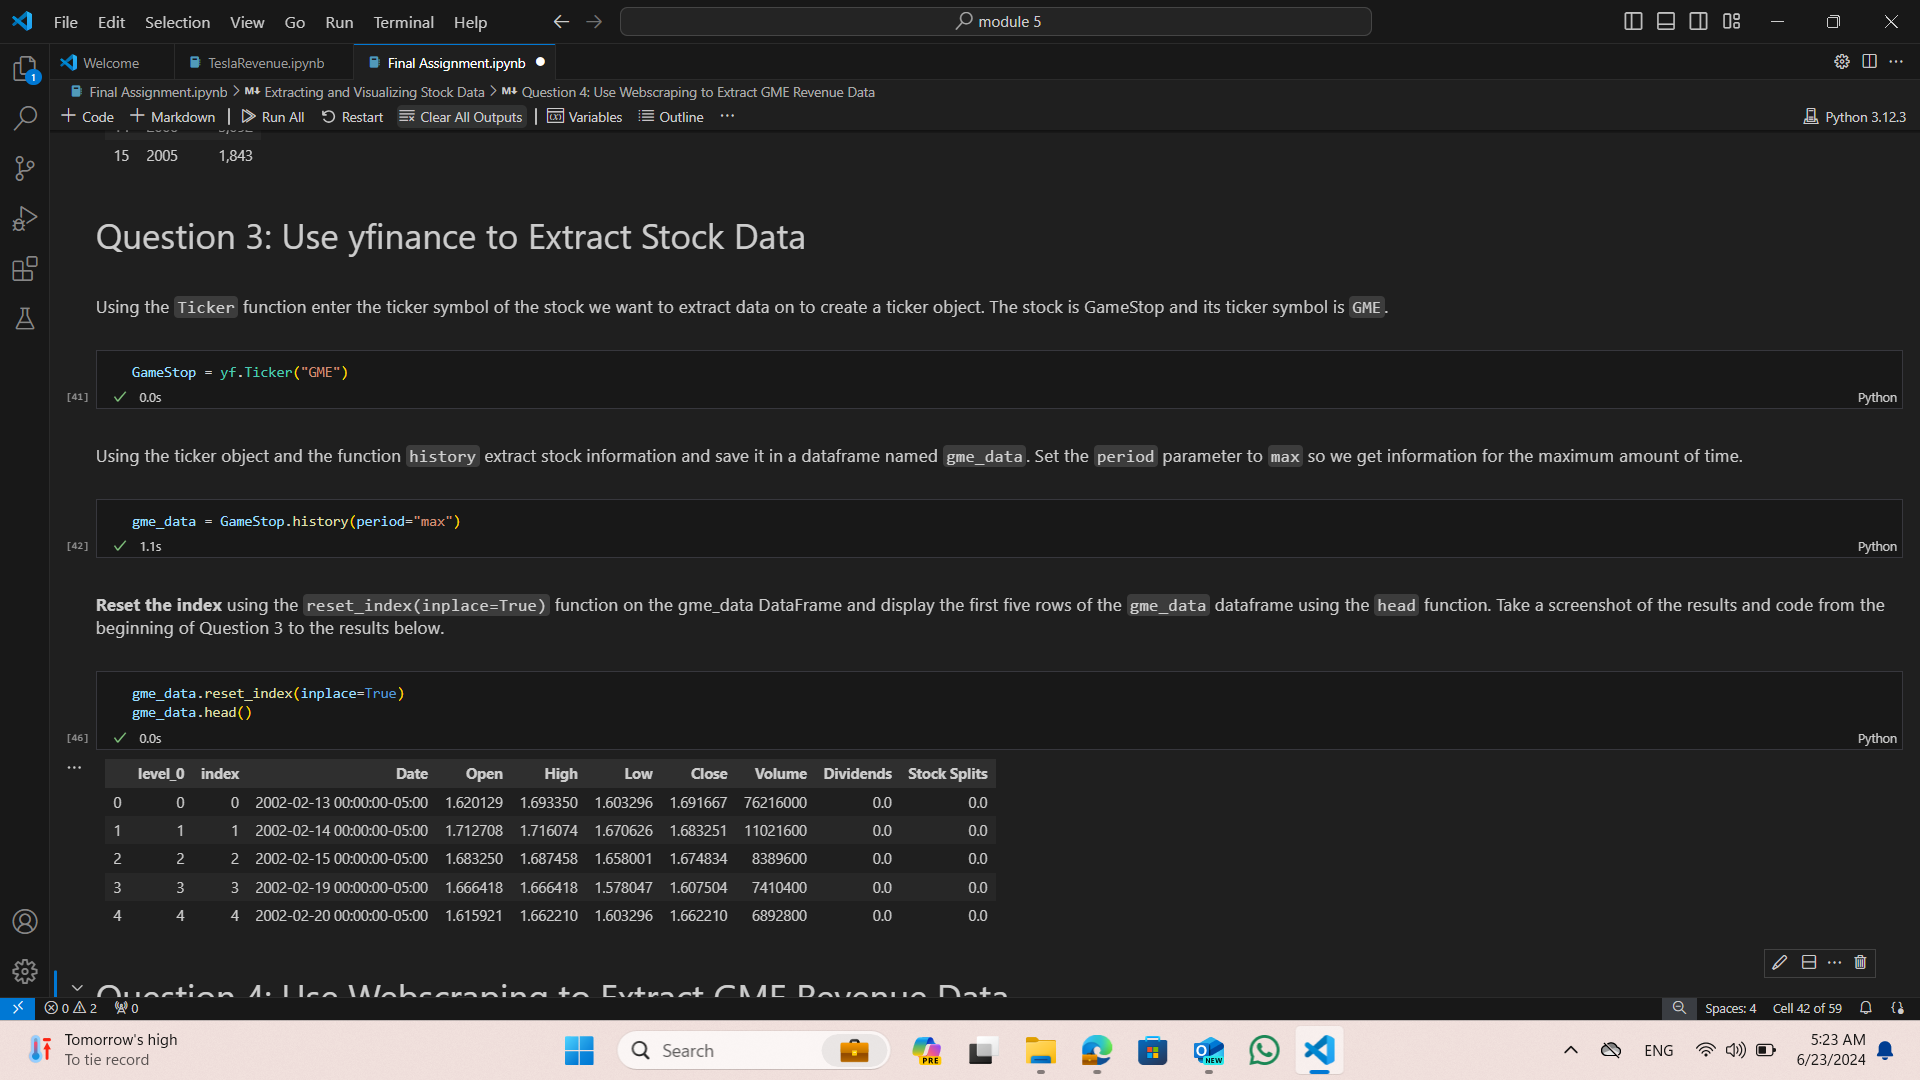 File Edit Selection View Go Run Terminal Help
module 5
Welcome TeslaRevenue.ipynb Final Assignment.ipynb
Final Assignment.ipynb > M↓ Extracting and Visualizing Stock Data > M↓ Question 4: Use Webscraping to Extract GME Revenue Data
+ Code + Markdown | Run All Restart Clear All Outputs | Variables Outline ... Python 3.12.3
15 2005 1,843
Question 3: Use yfinance to Extract Stock Data
Using the Ticker function enter the ticker symbol of the stock we want to extract data on to create a ticker object. The stock is GameStop and its ticker symbol is GME.
GameStop = yf.Ticker("GME")
[41] ✓ 0.0s Python
Using the ticker object and the function history extract stock information and save it in a dataframe named gme_data. Set the period parameter to max so we get information for the maximum amount of time.
gme_data = GameStop.history(period="max")
[42] ✓ 1.1s Python
Reset the index using the reset_index(inplace=True) function on the gme_data DataFrame and display the first five rows of the gme_data dataframe using the head function. Take a screenshot of the results and code from the
beginning of Question 3 to the results below.
gme_data.reset_index(inplace=True)
gme_data.head()
[46] ✓ 0.0s Python
... level_0 index Date Open High Low Close Volume Dividends Stock Splits
0 0 0 2002-02-13 00:00:00-05:00 1.620129 1.693350 1.603296 1.691667 76216000 0.0 0.0
1 1 1 2002-02-14 00:00:00-05:00 1.712708 1.716074 1.670626 1.683251 11021600 0.0 0.0
2 2 2 2002-02-15 00:00:00-05:00 1.683250 1.687458 1.658001 1.674834 8389600 0.0 0.0
3 3 3 2002-02-19 00:00:00-05:00 1.666418 1.666418 1.578047 1.607504 7410400 0.0 0.0
4 4 4 2002-02-20 00:00:00-05:00 1.615921 1.662210 1.603296 1.662210 6892800 0.0 0.0
Question 4: Use Webscraping to Extract GME Revenue Data
0 2 0 Spaces: 4 Cell 42 of 59
Tomorrow's high
To tie record
Search
PRE
NEW
ENG
5:23 AM
6/23/2024